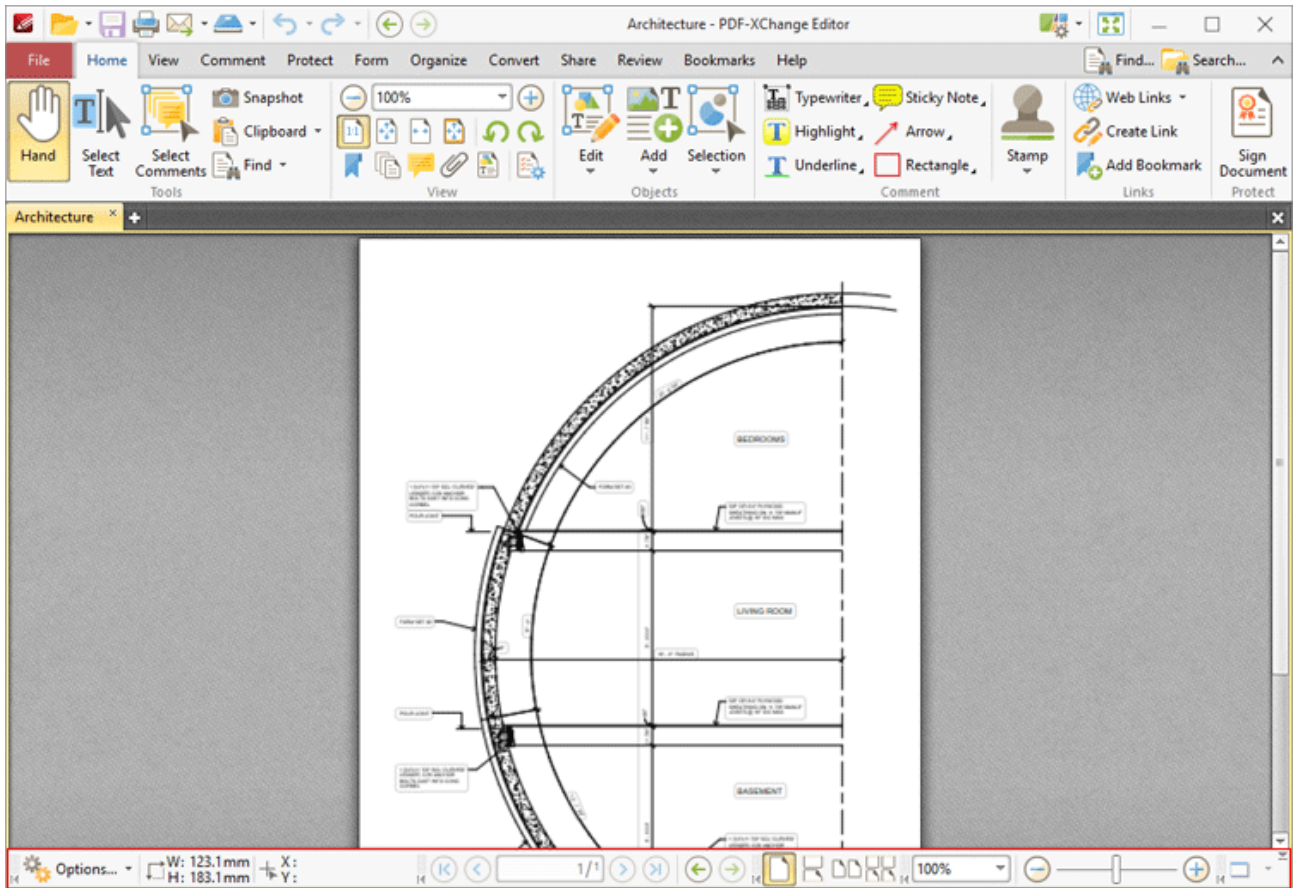 Architecture - PDF-XChange Editor
File Home View Comment Protect Form Organize Convert Share Review Bookmarks Help Find... Search...
Hand
Select Text
Select Comments
Snapshot
Clipboard
Find
Tools
100%
1:1
View
Edit
Add
Selection
Objects
Typewriter
Sticky Note
Highlight
Arrow
Underline
Rectangle
Comment
Stamp
Web Links
Create Link
Add Bookmark
Links
Sign Document
Protect
Architecture
BEDROOMS
LIVING ROOM
BASEMENT
Options...
W: 123.1mm
H: 183.1mm
X:
Y:
1/1
100%